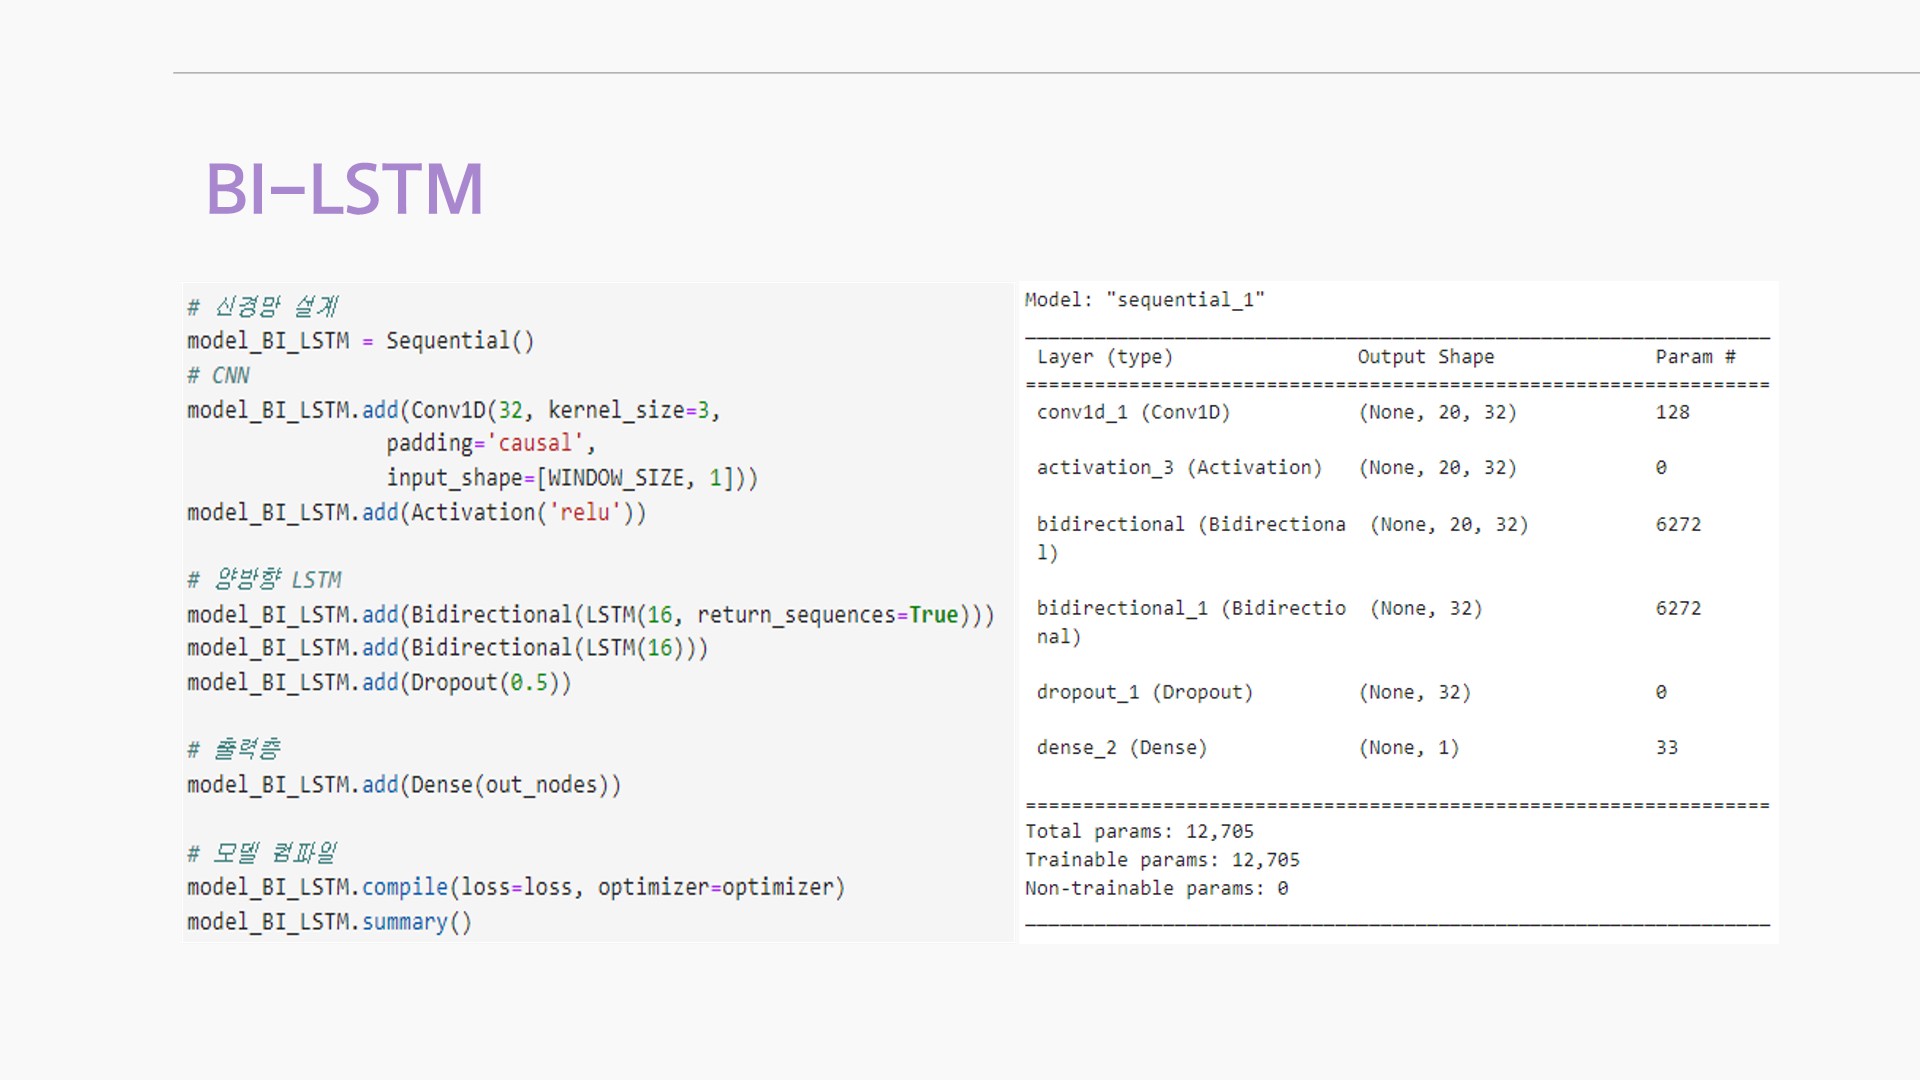 BI-LSTM
# 신경망 설계
model_BI_LSTM = Sequential()
# CNN
model_BI_LSTM.add(Conv1D(32, kernel_size=3,
padding='causal',
input_shape=[WINDOW_SIZE, 1]))
model_BI_LSTM.add(Activation('relu'))
# 양방향 LSTM
model_BI_LSTM.add(Bidirectional(LSTM(16, return_sequences=True)))
model_BI_LSTM.add(Bidirectional(LSTM(16)))
model_BI_LSTM.add(Dropout(0.5))
# 출력층
model_BI_LSTM.add(Dense(out_nodes))
# 모델 컴파일
model_BI_LSTM.compile(loss=loss, optimizer=optimizer)
model_BI_LSTM.summary()
Model: "sequential_1"
Layer (type) Output Shape Param #
conv1d_1 (Conv1D) (None, 20, 32) 128
activation_3 (Activation) (None, 20, 32) 0
bidirectional (Bidirectiona (None, 20, 32) 6272
l)
bidirectional_1 (Bidirectio (None, 32) 6272
nal)
dropout_1 (Dropout) (None, 32) 0
dense_2 (Dense) (None, 1) 33
Total params: 12,705
Trainable params: 12,705
Non-trainable params: 0